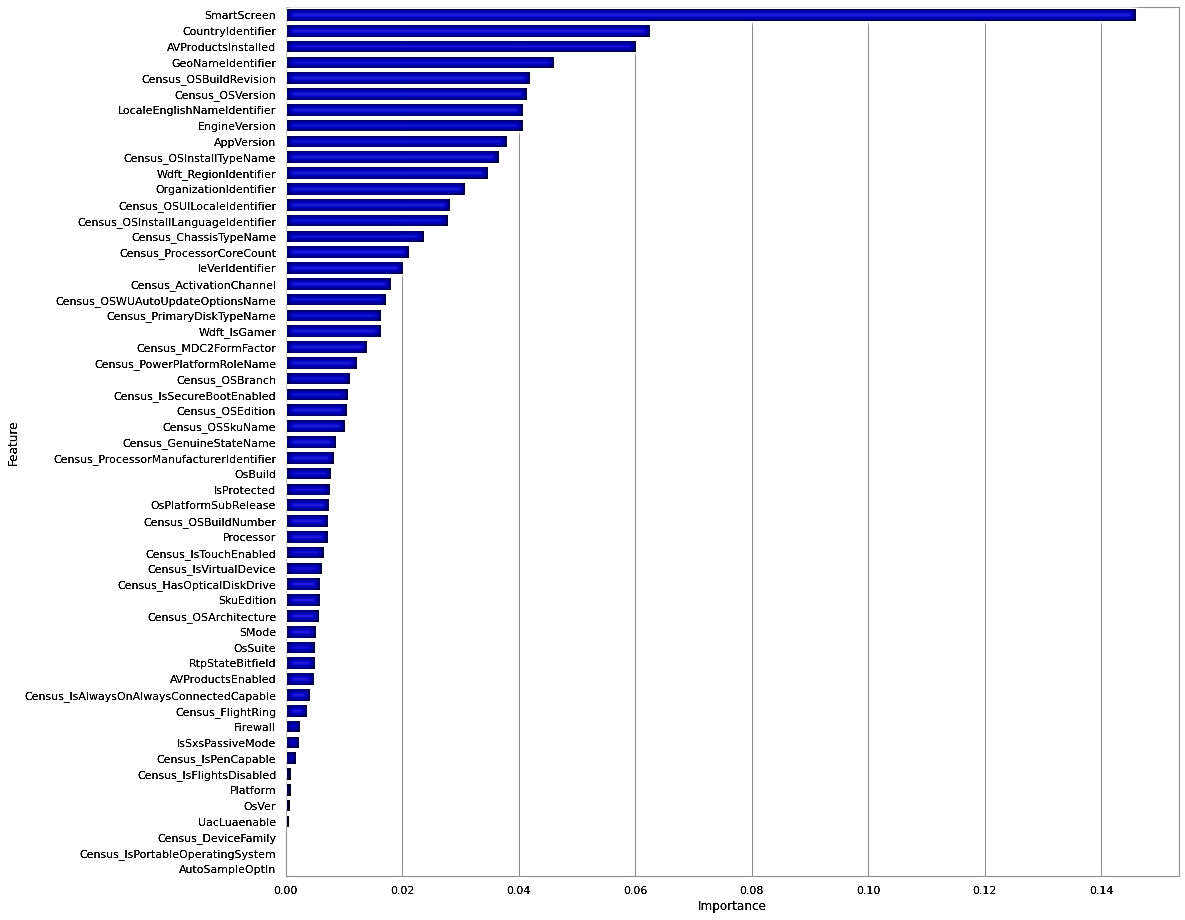 SmartScreen
CountryIdentifier
AVProductsInstalled
GeoNameIdentifier
Census_OSBuildRevision
Census_OSVersion
LocaleEnglishNameIdentifier
EngineVersion
AppVersion
Census_OSInstallTypeName
Wdft_RegionIdentifier
OrganizationIdentifier
Census_OSUILocaleIdentifier
Census_OSInstallLanguageIdentifier
Census_ChassisTypeName
Census_ProcessorCoreCount
IeVerIdentifier
Census_ActivationChannel
Census_OSWUAutoUpdateOptionsName
Census_PrimaryDiskTypeName
Wdft_IsGamer
Census_MDC2FormFactor
Census_PowerPlatformRoleName
Census_OSBranch
Census_IsSecureBootEnabled
Census_OSEdition
Census_OSSkuName
Census_GenuineStateName
Census_ProcessorManufacturerIdentifier
OsBuild
IsProtected
OsPlatformSubRelease
Census_OSBuildNumber
Processor
Census_IsTouchEnabled
Census_IsVirtualDevice
Census_HasOpticalDiskDrive
SkuEdition
Census_OSArchitecture
SMode
OsSuite
RtpStateBitfield
AVProductsEnabled
Census_IsAlwaysOnAlwaysConnectedCapable
Census_FlightRing
Firewall
IsSxsPassiveMode
Census_IsPenCapable
Census_IsFlightsDisabled
Platform
OsVer
UacLuaenable
Census_DeviceFamily
Census_IsPortableOperatingSystem
AutoSampleOptIn
Feature
0.00 0.02 0.04 0.06 0.08 0.10 0.12 0.14
Importance